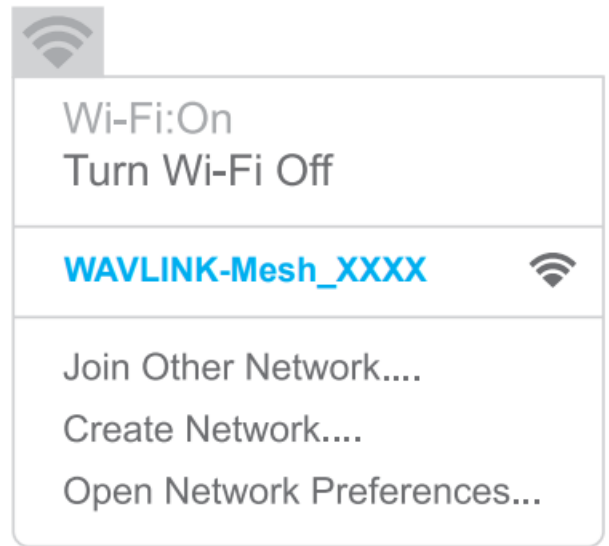 Wi-Fi:On
Turn Wi-Fi Off
WAVLINK-Mesh_XXXX
Join Other Network....
Create Network....
Open Network Preferences...